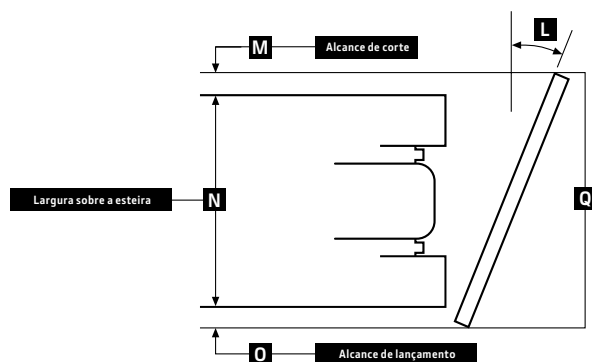 L
M Alcance de corte
Largura sobre a esteira N Q
O Alcance de lançamento